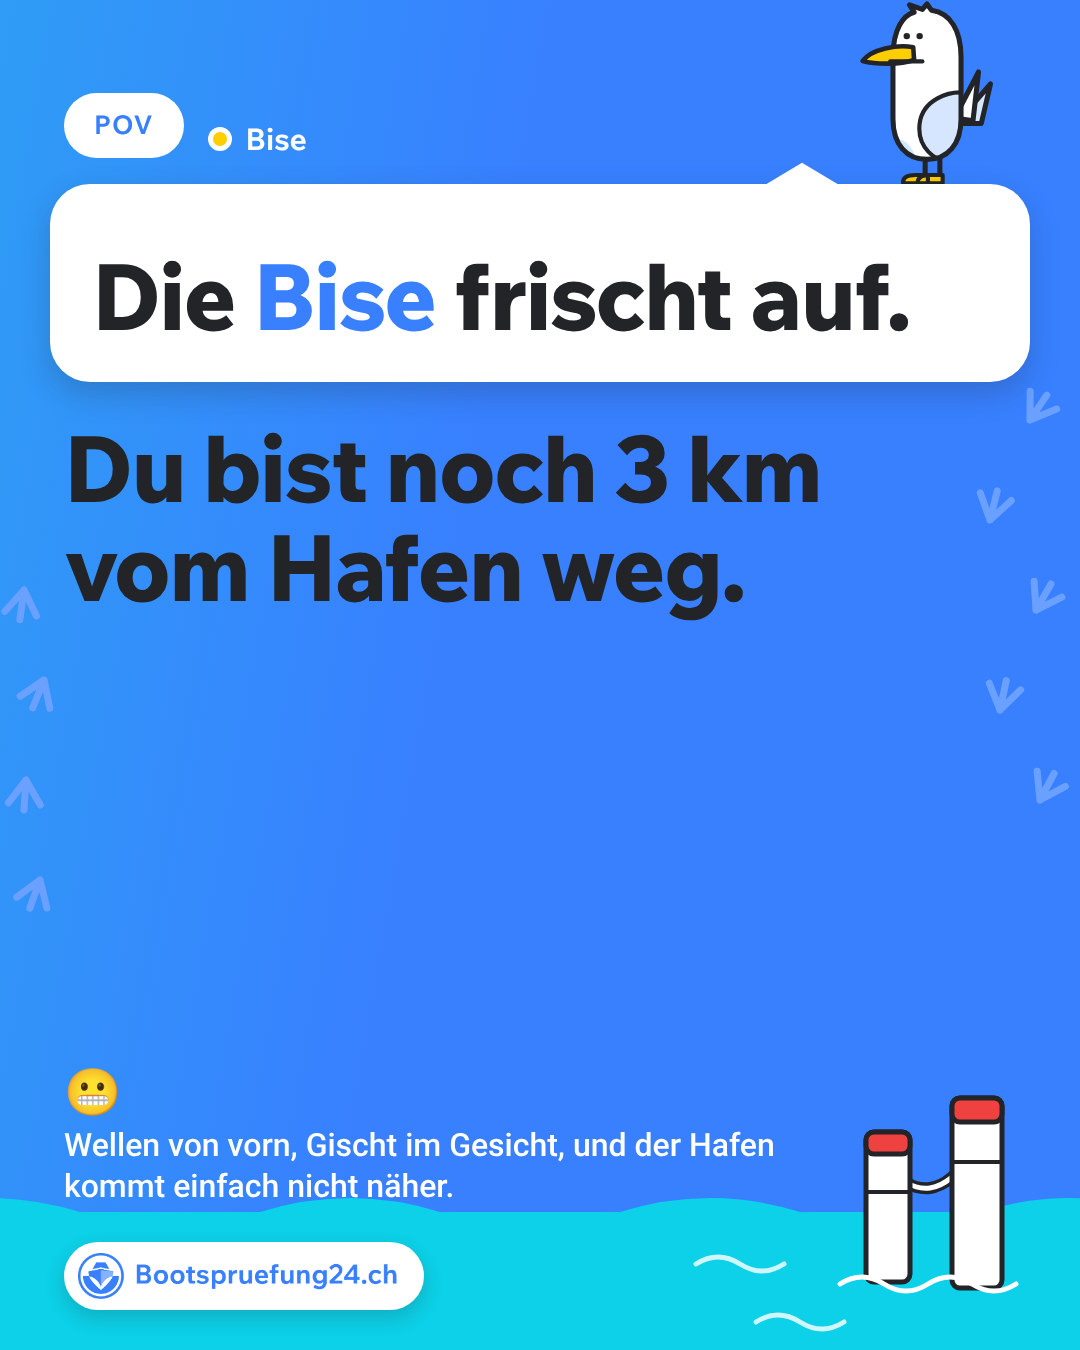 POV
Bise
Die Bise frischt auf.
Du bist noch 3 km
vom Hafen weg.
😬
Wellen von vorn, Gischt im Gesicht, und der Hafen
kommt einfach nicht näher.
Bootspruefung24.ch